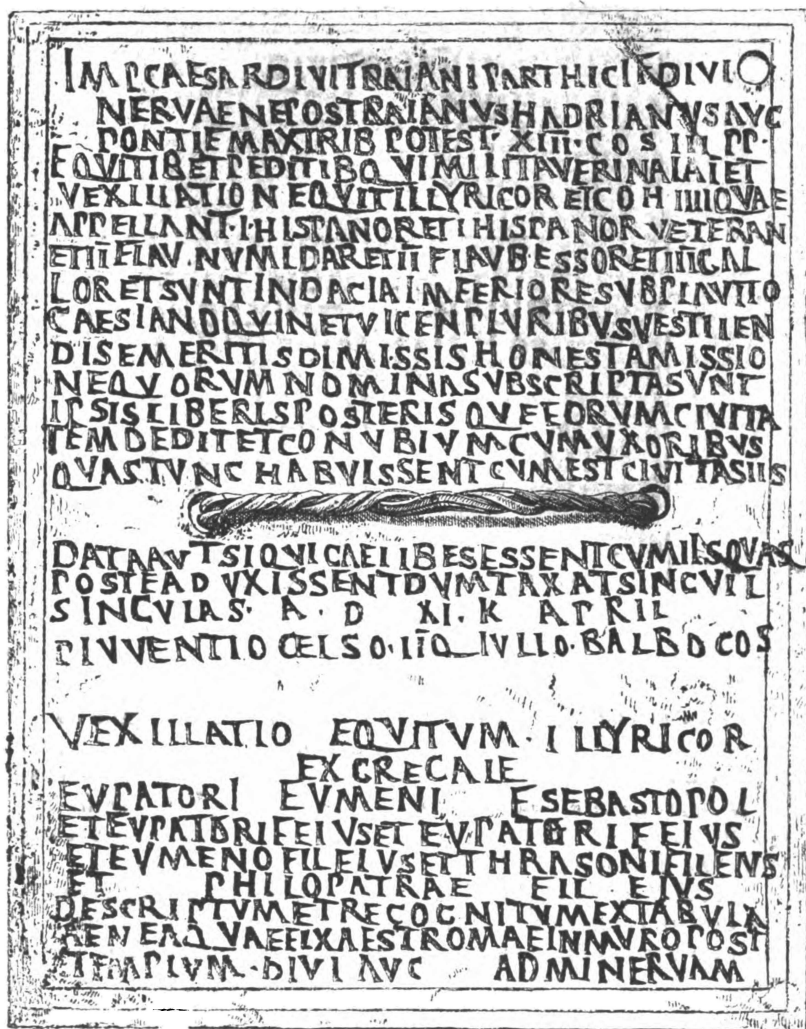 IMP CAESAR DIVI TRAIANI PARTHICI F DIVI
NERVAE NEPOS TRAIANVS HADRIANVS AVG
PONTIF MAX TRIB POTEST · XIII · COS III PP ·
EQVITIB ET PEDITIB QVI MILITAVER IN ALA I ET
VEXILLATION EQVIT ILLYRICOR ET COH IIII QVAE
APPELLANT · I · HISPANOR ET I HISPANOR VETERAN
ET II FLAV · NVMIDAR ET II FLAV BESSOR ET III GAL
LOR ET SVNT IN DACIA INFERIORE SVB PLAVTIO
CAESIANO QVIN ET VICEN PLVRIBVSVE STIPEN
DIS EMERITIS DIMISSIS HONESTA MISSIO
NE QVORVM NOMINA SVBSCRIPTA SVNT
IPSIS LIBERIS POSTERISQVE EORVM CIVITA
TEM DEDIT ET CONVBIVM CVM VXORIBVS
QVAS TVNC HABVISSENT CVM EST CIVITAS IIS
DATA AVT SI QVI CAELIBES ESSENT CVM IIS QVAS
POSTEA DVXISSENT DVMTAXAT SINGVLI
SINGVLAS · A · D XI · K APRIL
P IVVENTIO CELSO · II Q IVLIO · BALBO COS
VEXILLATIO EQVITVM · ILLYRICOR
EX GREGALE
EVPATORI EVMENI F SEBASTOPOL
ET EVPATORI F EIVS ET EVPATORI F EIVS
ET EVMENO FIL EIVS ET THRASONI FIL EIVS
ET PHILOPATRAE FIL · EIVS
DESCRIPTVM ET RECOGNITVM EX TABVLA
AENEA QVAE FIXA EST ROMAE IN MVRO POST
TEMPLVM · DIVI AVG AD MINERVAM